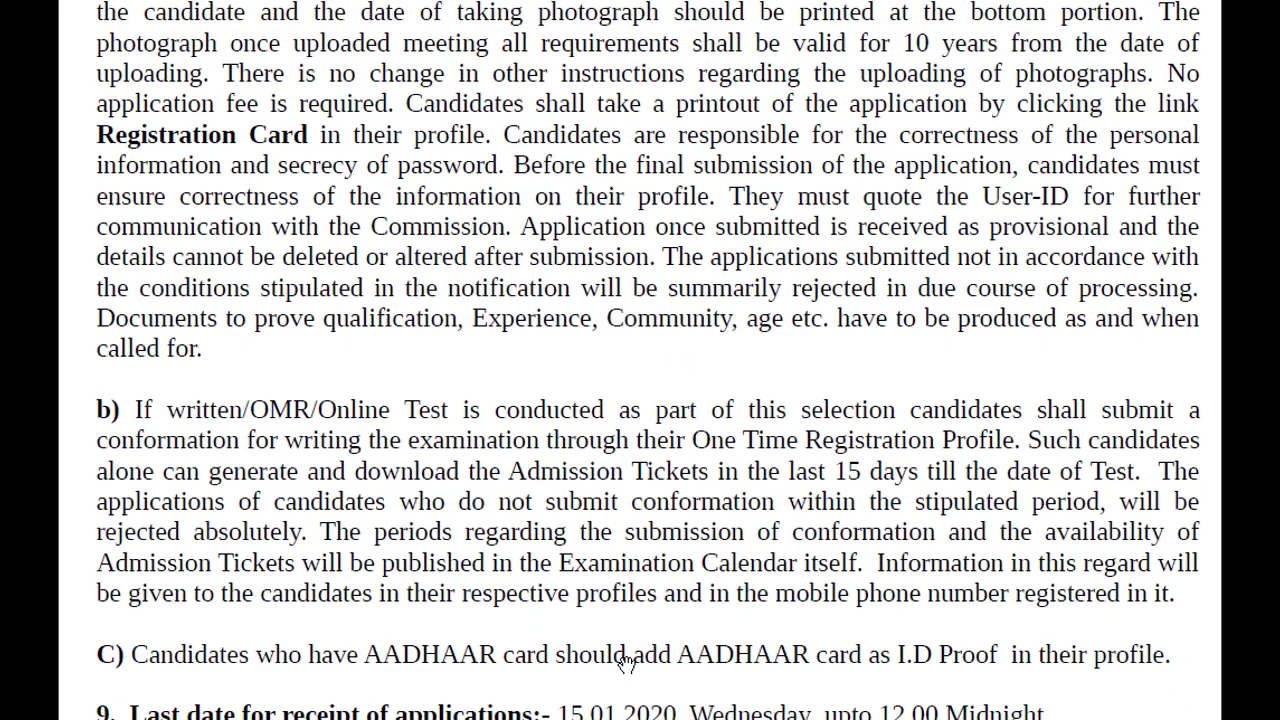 the candidate and the date of taking photograph should be printed at the bottom portion. The
photograph once uploaded meeting all requirements shall be valid for 10 years from the date of
uploading. There is no change in other instructions regarding the uploading of photographs. No
application fee is required. Candidates shall take a printout of the application by clicking the link
Registration Card in their profile. Candidates are responsible for the correctness of the personal
information and secrecy of password. Before the final submission of the application, candidates must
ensure correctness of the information on their profile. They must quote the User-ID for further
communication with the Commission. Application once submitted is received as provisional and the
details cannot be deleted or altered after submission. The applications submitted not in accordance with
the conditions stipulated in the notification will be summarily rejected in due course of processing.
Documents to prove qualification, Experience, Community, age etc. have to be produced as and when
called for.
b) If written/OMR/Online Test is conducted as part of this selection candidates shall submit a
conformation for writing the examination through their One Time Registration Profile. Such candidates
alone can generate and download the Admission Tickets in the last 15 days till the date of Test. The
applications of candidates who do not submit conformation within the stipulated period, will be
rejected absolutely. The periods regarding the submission of conformation and the availability of
Admission Tickets will be published in the Examination Calendar itself. Information in this regard will
be given to the candidates in their respective profiles and in the mobile phone number registered in it.
C) Candidates who have AADHAAR card should add AADHAAR card as I.D Proof in their profile.
9. Last date for receipt of applications:- 15.01.2020, Wednesday, upto 12.00 Midnight